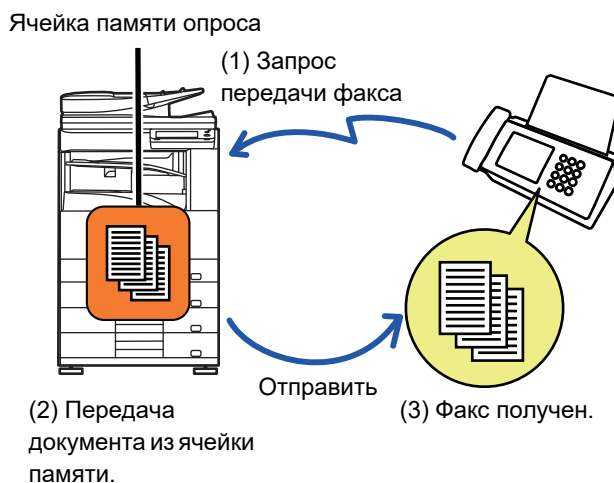 Ячейка памяти опроса
(1) Запрос
передачи факса
Отправить
(2) Передача
документа из ячейки
памяти.
(3) Факс получен.